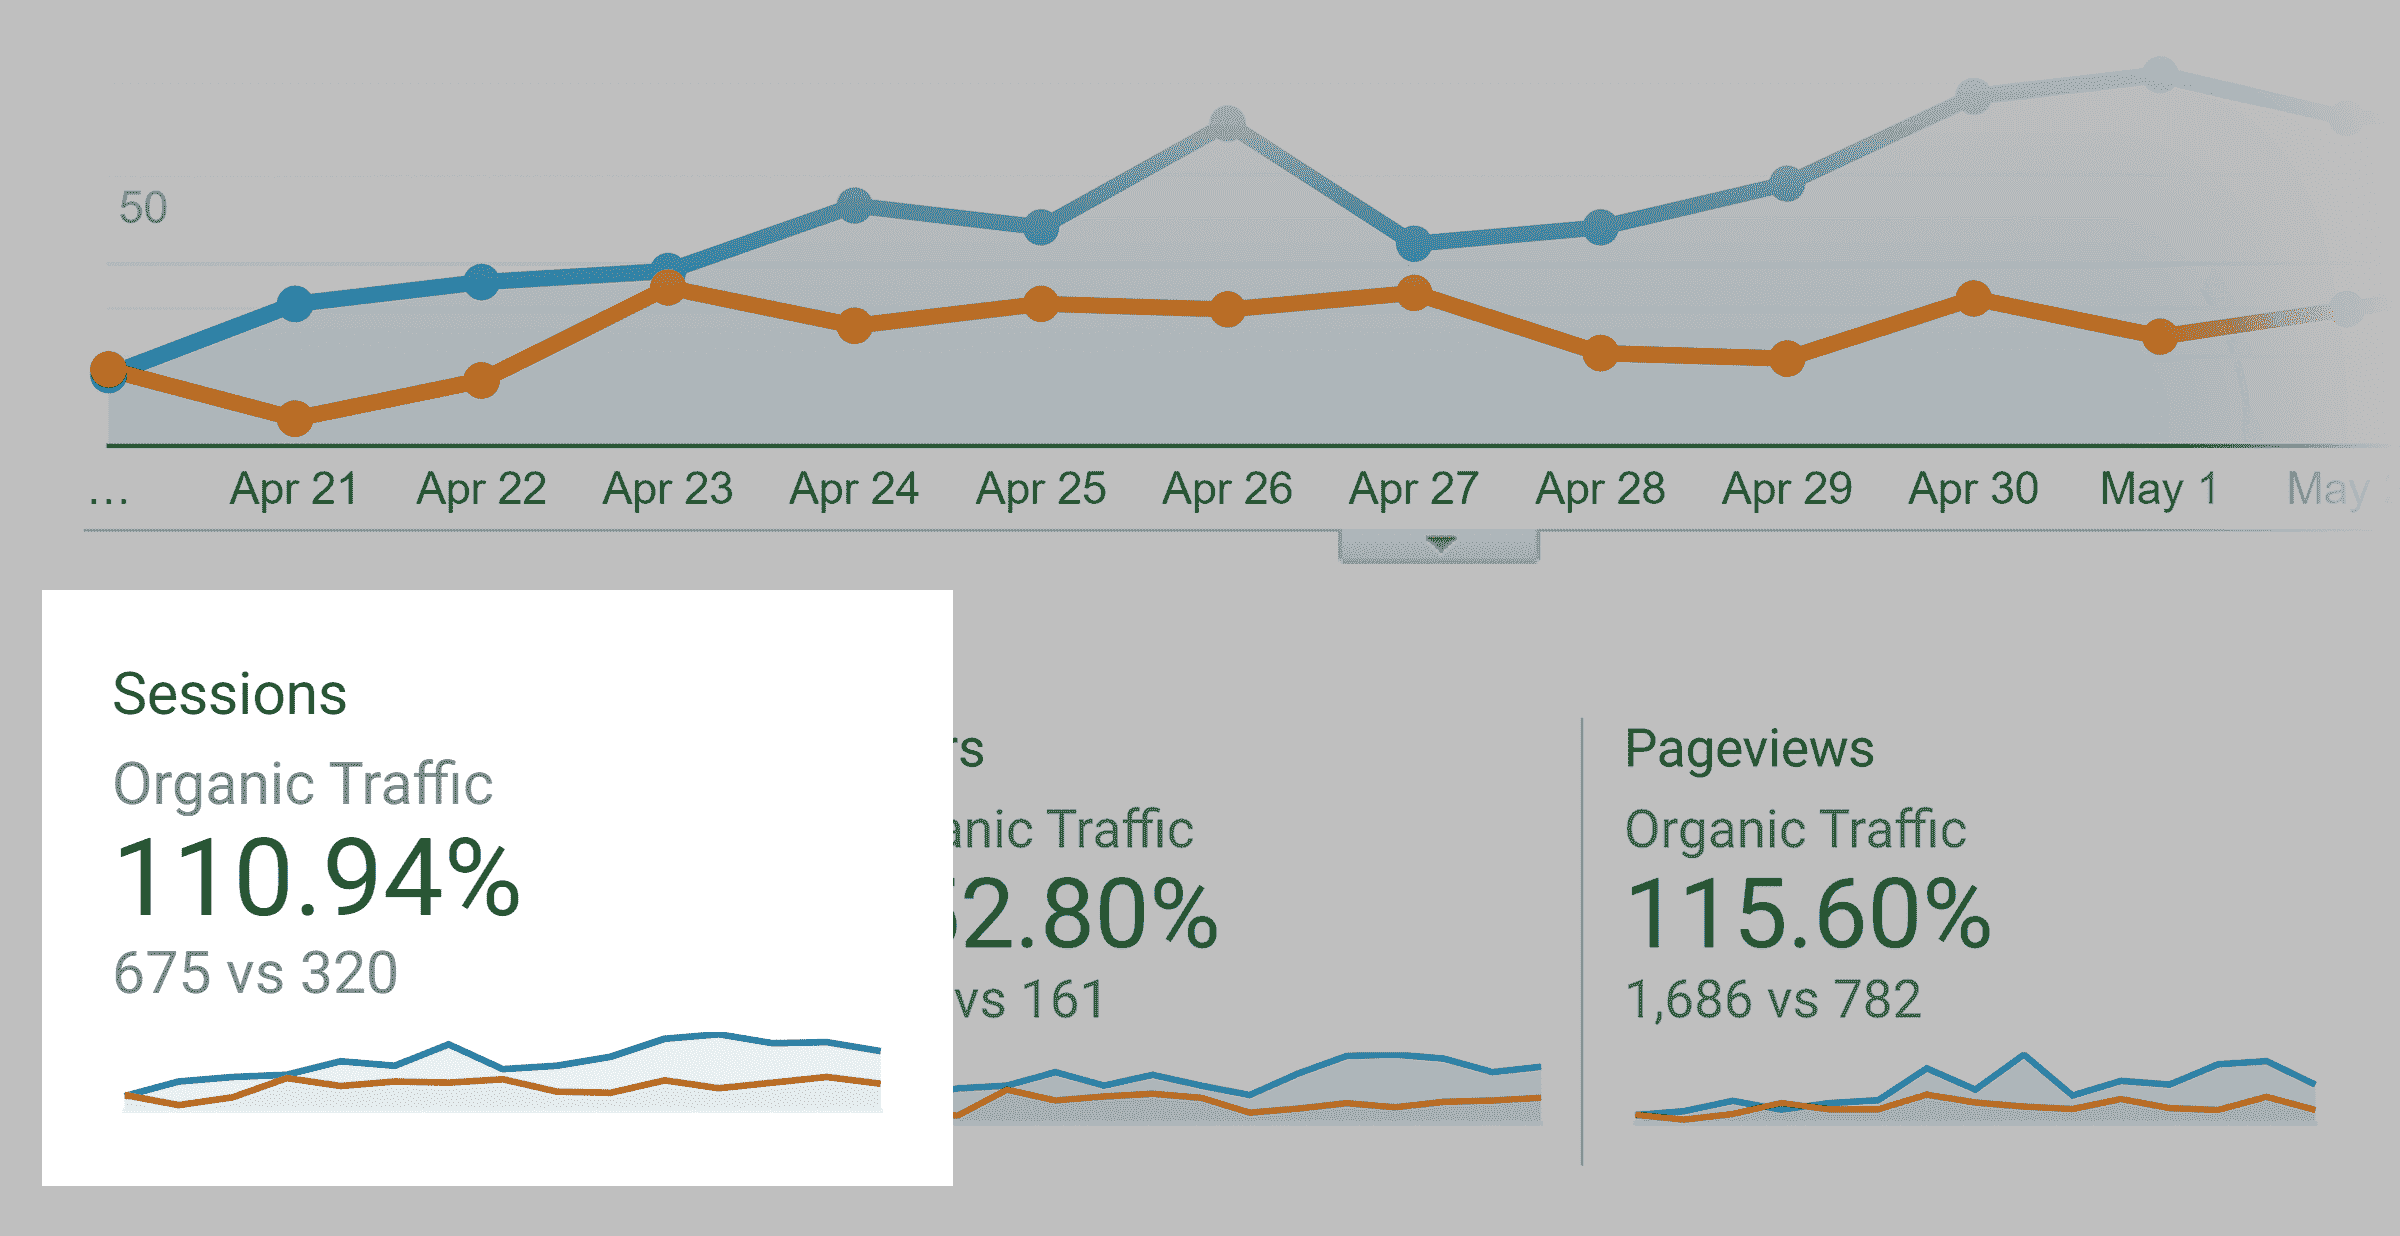 50
... Apr 21 Apr 22 Apr 23 Apr 24 Apr 25 Apr 26 Apr 27 Apr 28 Apr 29 Apr 30 May 1 May
Sessions
Organic Traffic
110.94%
675 vs 320
rs
anic Traffic
2.80%
vs 161
Pageviews
Organic Traffic
115.60%
1,686 vs 782